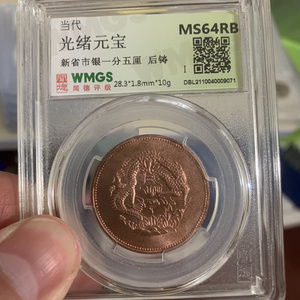 当代
光绪元宝
MS64RB
新省市银一分五厘 后铸
WMGS
闻德评级
28.3*1.8mm*10g
DBL2110040009071